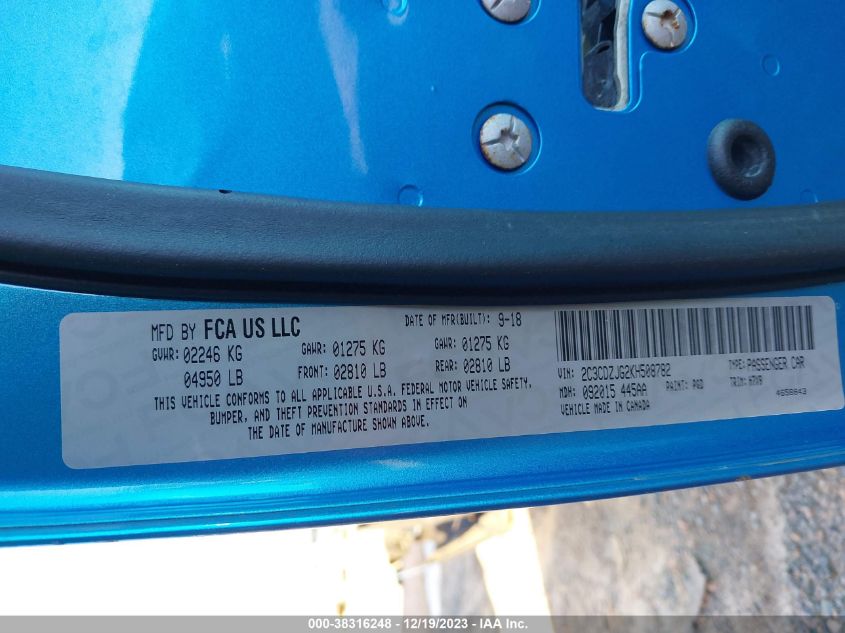 MFD BY FCA US LLC
DATE OF MFR(BUILT): 9-18
GVWR: 02246 KG
GAWR: 01275 KG
GAWR: 01275 KG
04950 LB
FRONT: 02810 LB
REAR: 02810 LB
THIS VEHICLE CONFORMS TO ALL APPLICABLE U.S.A. FEDERAL MOTOR VEHICLE SAFETY,
BUMPER, AND THEFT PREVENTION STANDARDS IN EFFECT ON
THE DATE OF MANUFACTURE SHOWN ABOVE.
VIN: 2C3CDZJG2KH508782
TYPE: PASSENGER CAR
MDH: 092015 445AA
PAINT: PQD
TRIM: A7X9
VEHICLE MADE IN CANADA
4658643
000-38316248 - 12/19/2023 - IAA Inc.